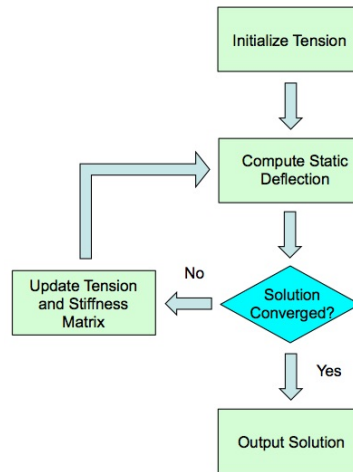 Initialize Tension
Compute Static
Deflection
No
Solution
Converged?
Update Tension
and Stiffness
Matrix
Yes
Output Solution